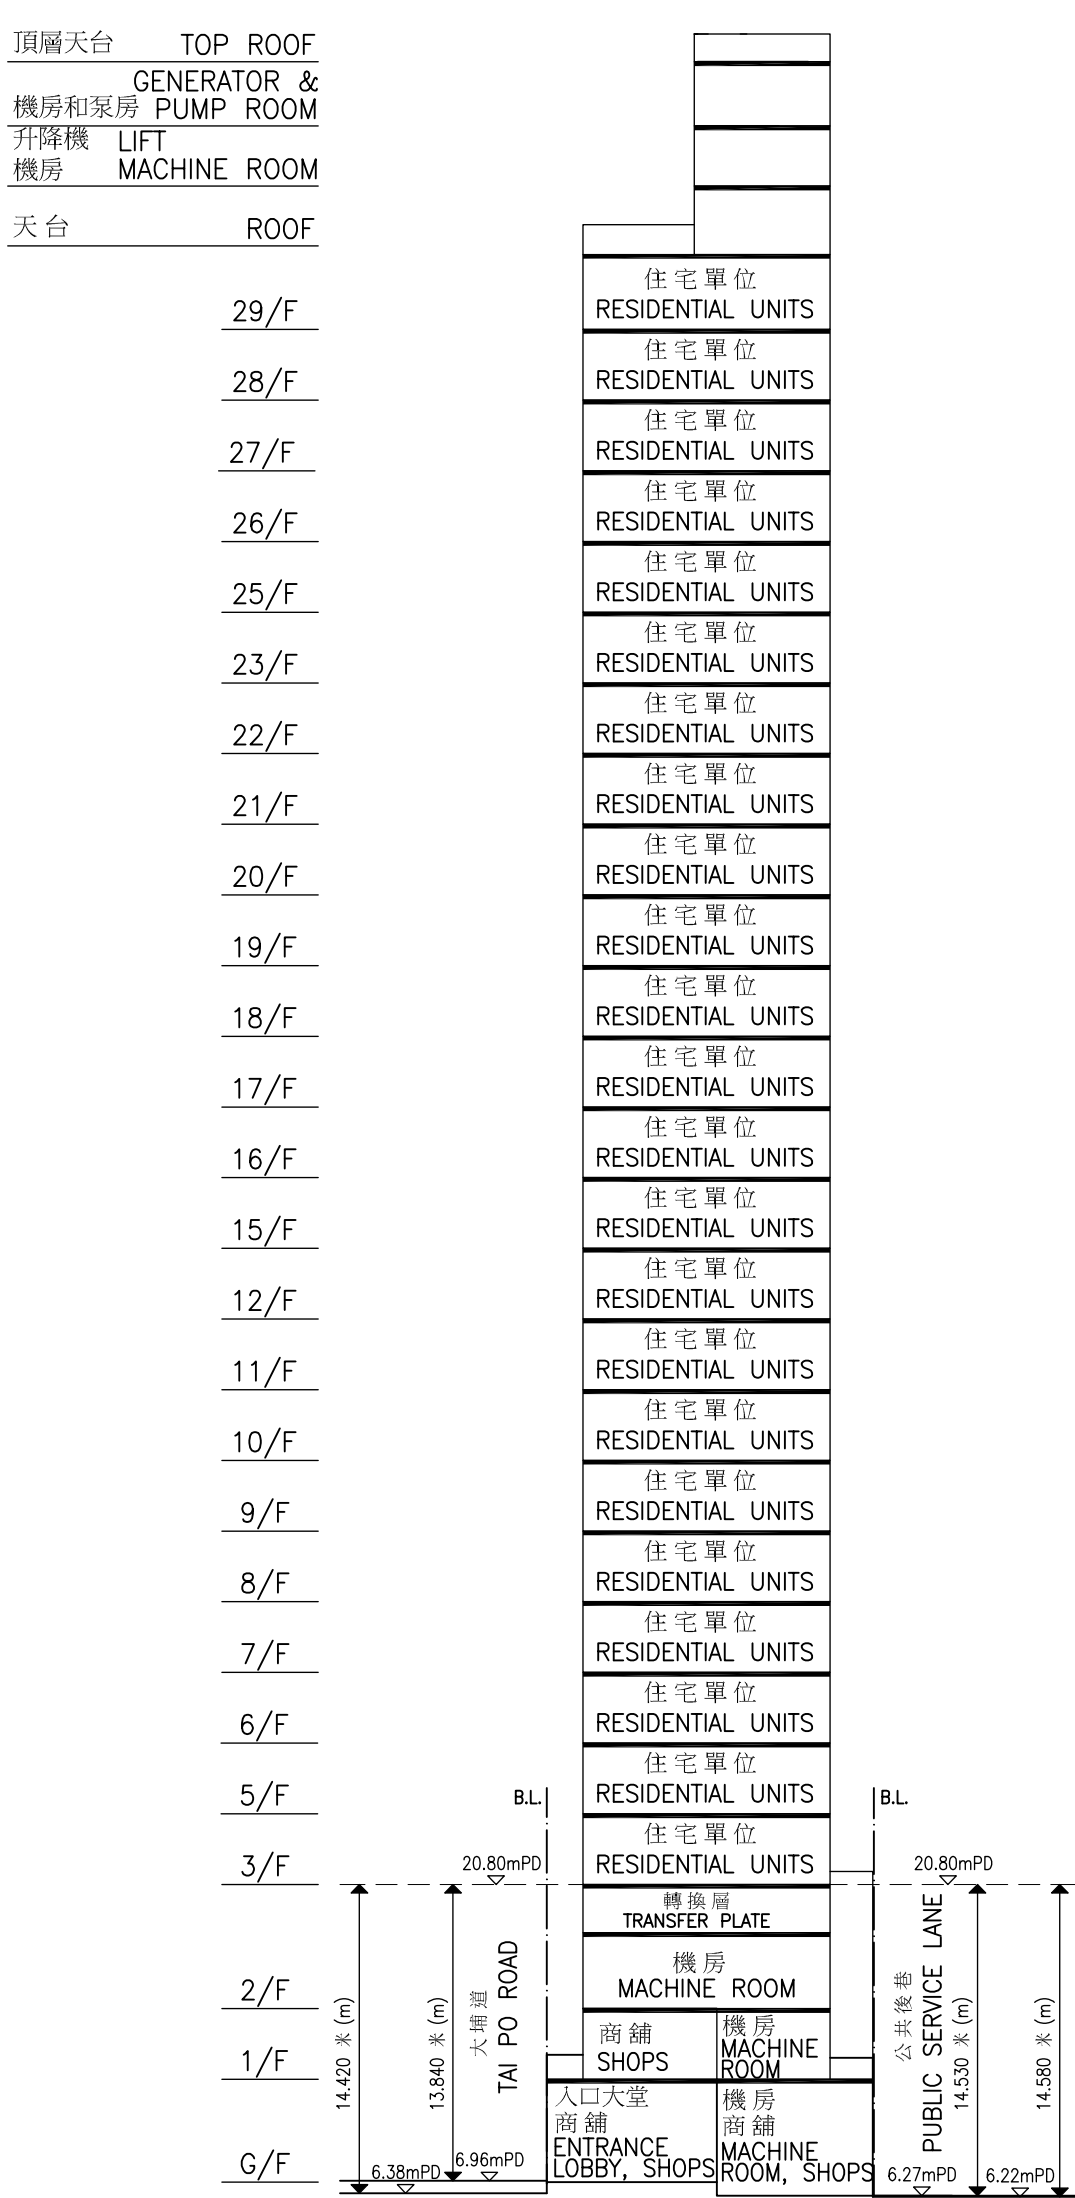 頂層天台 TOP ROOF
GENERATOR &
機房和泵房 PUMP ROOM
升降機 LIFT
機房 MACHINE ROOM
天台 ROOF
住宅單位
29/F RESIDENTIAL UNITS
住宅單位
28/F RESIDENTIAL UNITS
住宅單位
27/F RESIDENTIAL UNITS
住宅單位
26/F RESIDENTIAL UNITS
住宅單位
25/F RESIDENTIAL UNITS
住宅單位
23/F RESIDENTIAL UNITS
住宅單位
22/F RESIDENTIAL UNITS
住宅單位
21/F RESIDENTIAL UNITS
住宅單位
20/F RESIDENTIAL UNITS
住宅單位
19/F RESIDENTIAL UNITS
住宅單位
18/F RESIDENTIAL UNITS
住宅單位
17/F RESIDENTIAL UNITS
住宅單位
16/F RESIDENTIAL UNITS
住宅單位
15/F RESIDENTIAL UNITS
住宅單位
12/F RESIDENTIAL UNITS
住宅單位
11/F RESIDENTIAL UNITS
住宅單位
10/F RESIDENTIAL UNITS
住宅單位
9/F RESIDENTIAL UNITS
住宅單位
8/F RESIDENTIAL UNITS
住宅單位
7/F RESIDENTIAL UNITS
住宅單位
6/F RESIDENTIAL UNITS
住宅單位
5/F RESIDENTIAL UNITS
B.L.
B.L.
住宅單位
3/F RESIDENTIAL UNITS
20.80mPD
20.80mPD
轉換層
TRANSFER PLATE
機房
2/F MACHINE ROOM
商舖
1/F SHOPS
機房
MACHINE
ROOM
入口大堂
商舖
ENTRANCE
G/F LOBBY, SHOPS
機房
商舖
MACHINE
ROOM, SHOPS
14.420 米 (m)
13.840 米 (m)
大埔道
TAI PO ROAD
公共後巷
PUBLIC SERVICE LANE
14.530 米 (m)
14.580 米 (m)
6.38mPD
6.96mPD
6.27mPD
6.22mPD